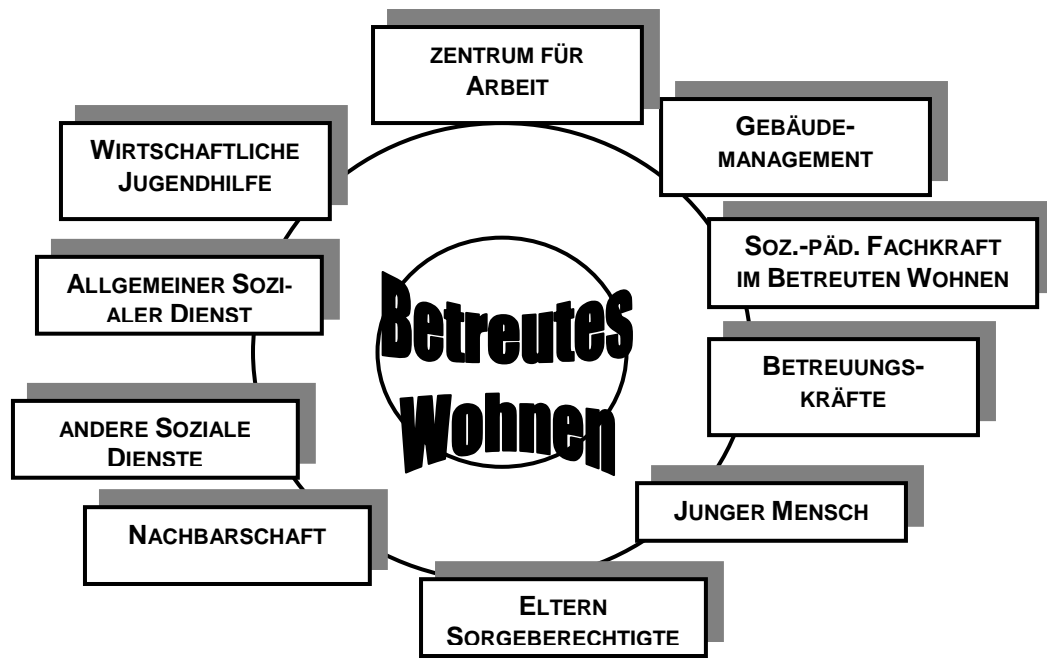 ZENTRUM FÜR
ARBEIT
GEBÄUDE-
MANAGEMENT
WIRTSCHAFTLICHE
JUGENDHILFE
SOZ.-PÄD. FACHKRAFT
IM BETREUTEN WOHNEN
ALLGEMEINER SOZI-
ALER DIENST
Betreutes
Wohnen
BETREUUNGS-
KRÄFTE
ANDERE SOZIALE
DIENSTE
JUNGER MENSCH
NACHBARSCHAFT
ELTERN
SORGEBERECHTIGTE